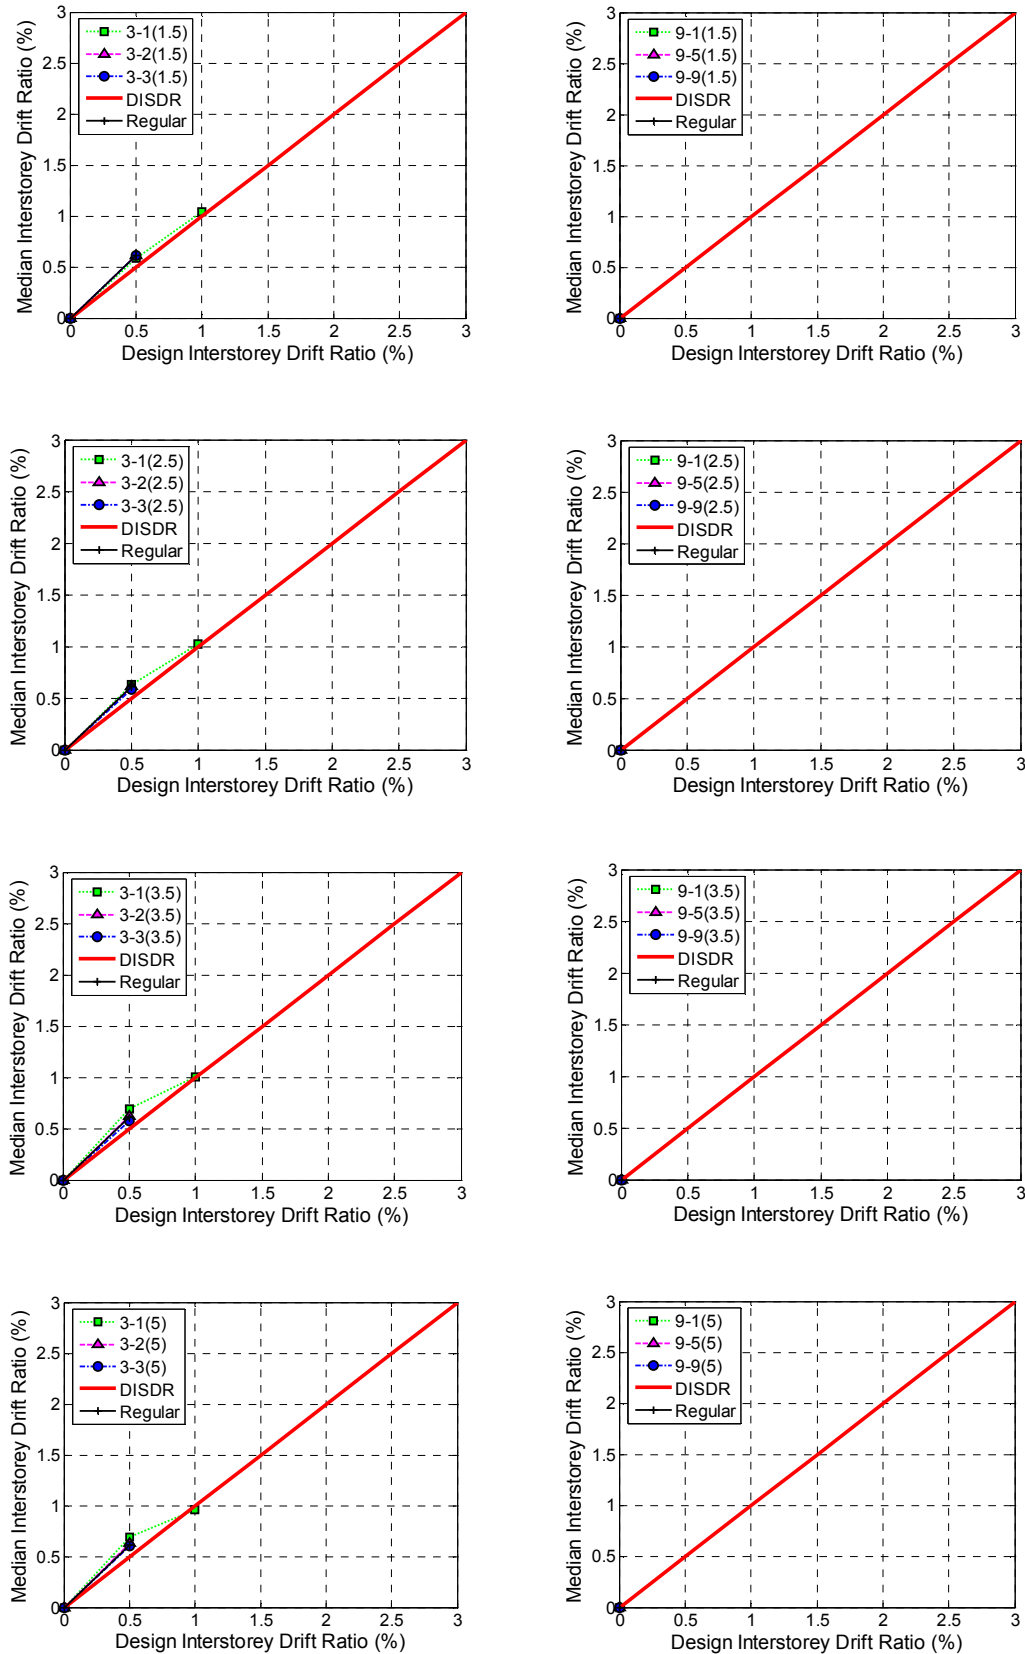 Median Interstorey Drift Ratio (%)
3
2.5
2
1.5
1
0.5
0
3-1(1.5)
3-2(1.5)
3-3(1.5)
DISDR
Regular
0 0.5 1 1.5 2 2.5 3
Design Interstorey Drift Ratio (%)
Median Interstorey Drift Ratio (%)
3
2.5
2
1.5
1
0.5
0
9-1(1.5)
9-5(1.5)
9-9(1.5)
DISDR
Regular
0 0.5 1 1.5 2 2.5 3
Design Interstorey Drift Ratio (%)
Median Interstorey Drift Ratio (%)
3
2.5
2
1.5
1
0.5
0
3-1(2.5)
3-2(2.5)
3-3(2.5)
DISDR
Regular
0 0.5 1 1.5 2 2.5 3
Design Interstorey Drift Ratio (%)
Median Interstorey Drift Ratio (%)
3
2.5
2
1.5
1
0.5
0
9-1(2.5)
9-5(2.5)
9-9(2.5)
DISDR
Regular
0 0.5 1 1.5 2 2.5 3
Design Interstorey Drift Ratio (%)
Median Interstorey Drift Ratio (%)
3
2.5
2
1.5
1
0.5
0
3-1(3.5)
3-2(3.5)
3-3(3.5)
DISDR
Regular
0 0.5 1 1.5 2 2.5 3
Design Interstorey Drift Ratio (%)
Median Interstorey Drift Ratio (%)
3
2.5
2
1.5
1
0.5
0
9-1(3.5)
9-5(3.5)
9-9(3.5)
DISDR
Regular
0 0.5 1 1.5 2 2.5 3
Design Interstorey Drift Ratio (%)
Median Interstorey Drift Ratio (%)
3
2.5
2
1.5
1
0.5
0
3-1(5)
3-2(5)
3-3(5)
DISDR
Regular
0 0.5 1 1.5 2 2.5 3
Design Interstorey Drift Ratio (%)
Median Interstorey Drift Ratio (%)
3
2.5
2
1.5
1
0.5
0
9-1(5)
9-5(5)
9-9(5)
DISDR
Regular
0 0.5 1 1.5 2 2.5 3
Design Interstorey Drift Ratio (%)